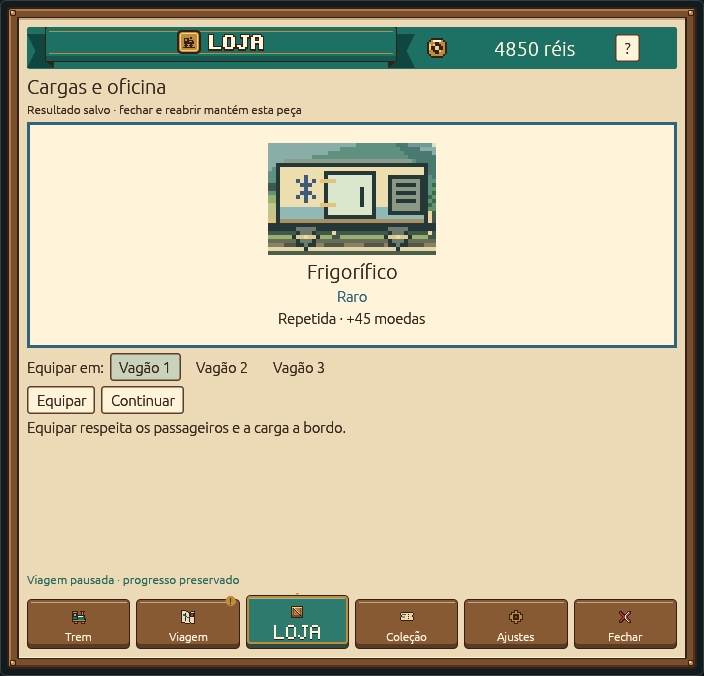 LOJA
4850 réis
?
Cargas e oficina
Resultado salvo · fechar e reabrir mantém esta peça
Frigorífico
Raro
Repetida · +45 moedas
Equipar em: Vagão 1 Vagão 2 Vagão 3
Equipar Continuar
Equipar respeita os passageiros e a carga a bordo.
Viagem pausada · progresso preservado
!
Trem Viagem LOJA Coleção Ajustes Fechar